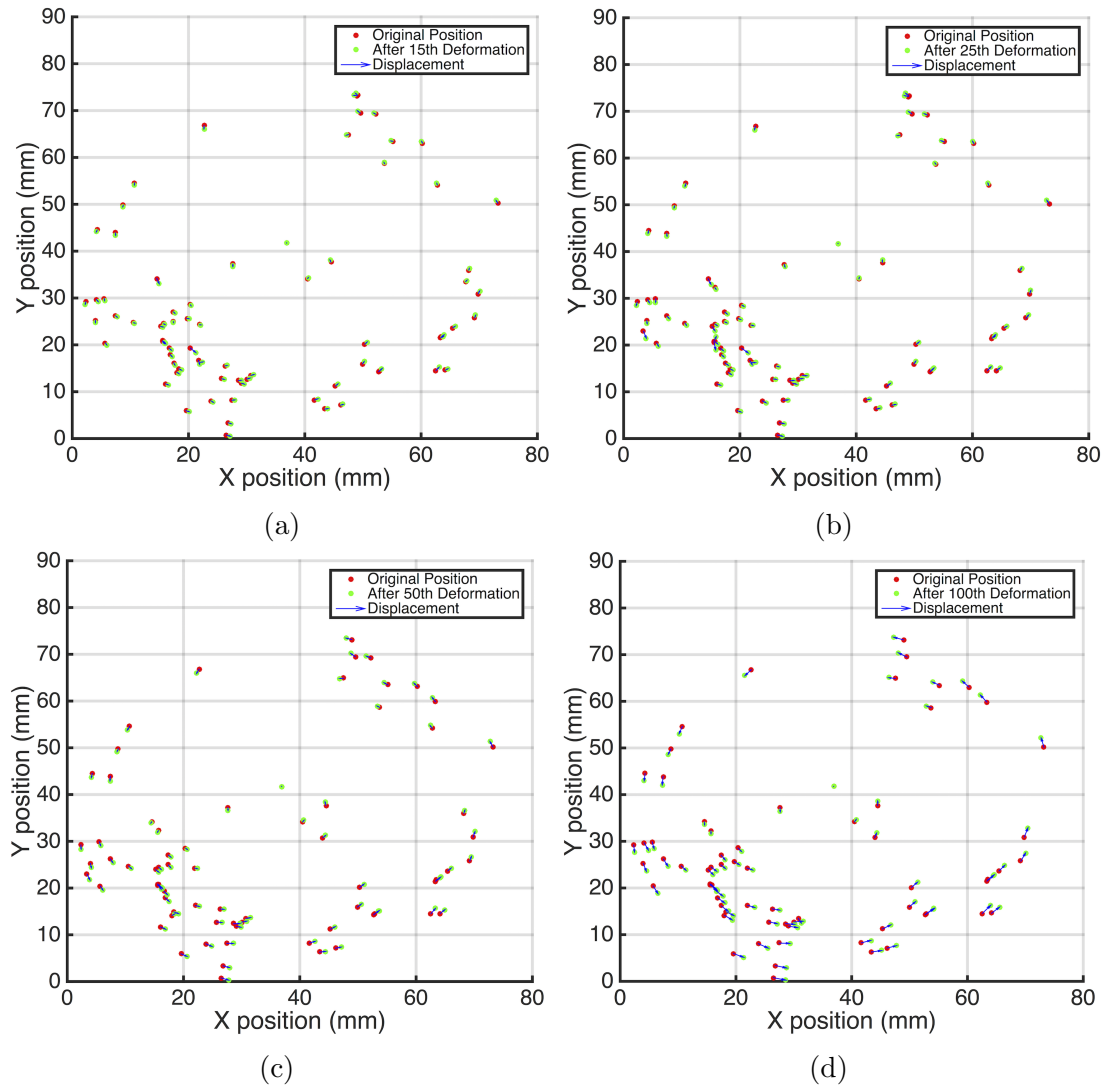 90
80
70
60
50
40
30
20
10
0
0 20 40 60 80
Y position (mm)
X position (mm)
Original Position
After 15th Deformation
Displacement
(a)
90
80
70
60
50
40
30
20
10
0
0 20 40 60 80
Y position (mm)
X position (mm)
Original Position
After 25th Deformation
Displacement
(b)
90
80
70
60
50
40
30
20
10
0
0 20 40 60 80
Y position (mm)
X position (mm)
Original Position
After 50th Deformation
Displacement
(c)
90
80
70
60
50
40
30
20
10
0
0 20 40 60 80
Y position (mm)
X position (mm)
Original Position
After 100th Deformation
Displacement
(d)